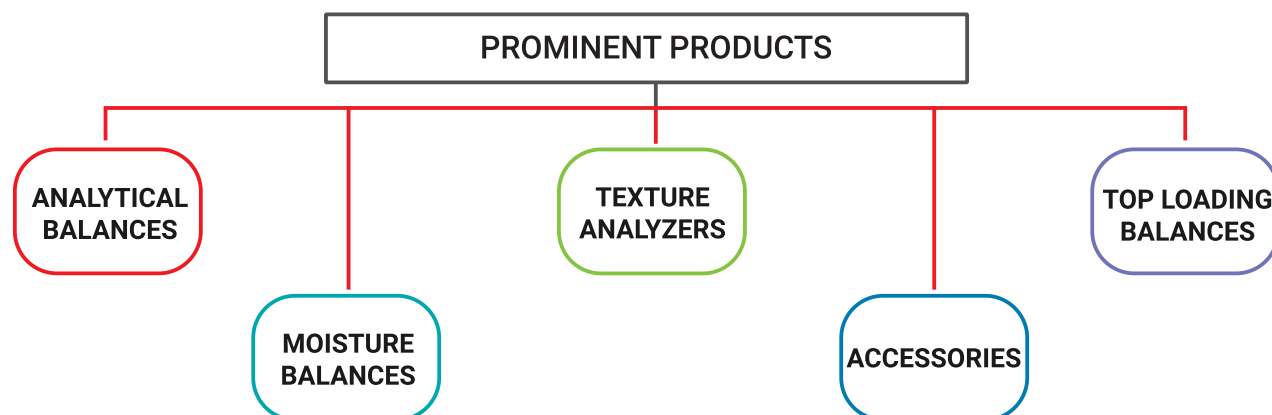 PROMINENT PRODUCTS
ANALYTICAL
BALANCES
MOISTURE
BALANCES
TEXTURE
ANALYZERS
ACCESSORIES
TOP LOADING
BALANCES